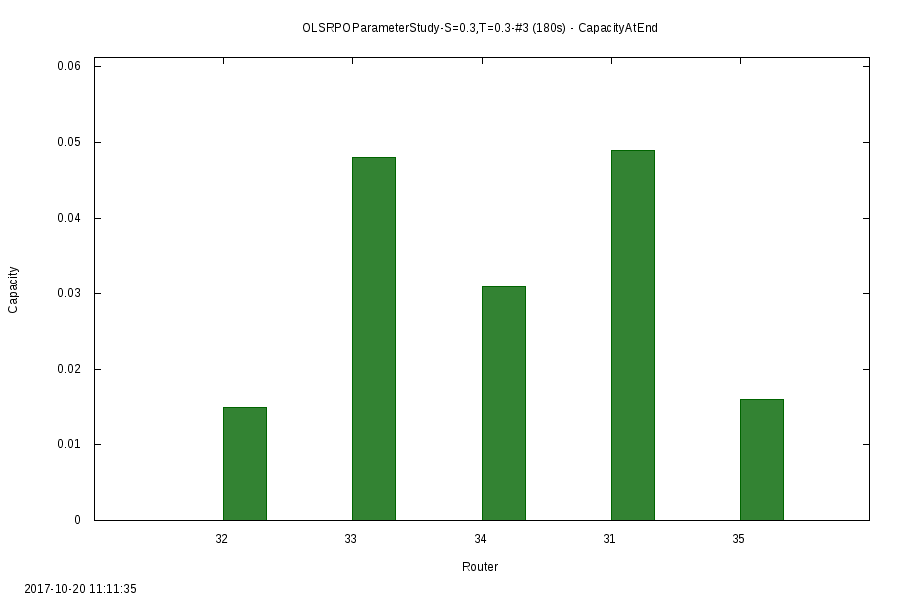 OLSRPOParameterStudy-S=0.3,T=0.3-#3 (180s) - CapacityAtEnd
0.06
0.05
0.04
0.03
0.02
0.01
0
Capacity
32 33 34 31 35
Router
2017-10-20 11:11:35